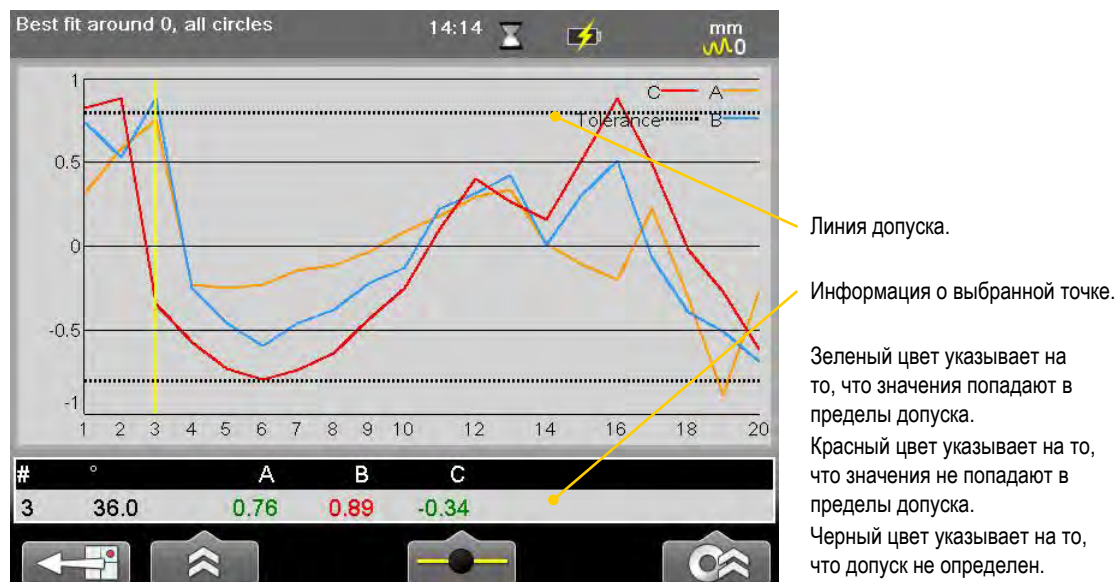 Best fit around 0, all circles 14:14 mm
0
1
C A
Tolerance B
0.5
0
-0.5
-1
1 2 3 4 5 6 7 8 9 10 12 14 16 18 20
# ° A B C
3 36.0 0.76 0.89 -0.34
Линия допуска.
Информация о выбранной точке.
Зеленый цвет указывает на
то, что значения попадают в
пределы допуска.
Красный цвет указывает на то,
что значения не попадают в
пределы допуска.
Черный цвет указывает на то,
что допуск не определен.